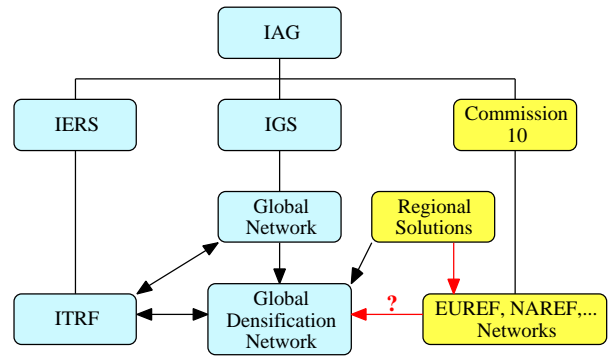 IAG
IERS
IGS
Commission
10
Global
Network
Regional
Solutions
ITRF
Global
Densification
Network
?
EUREF, NAREF,...
Networks